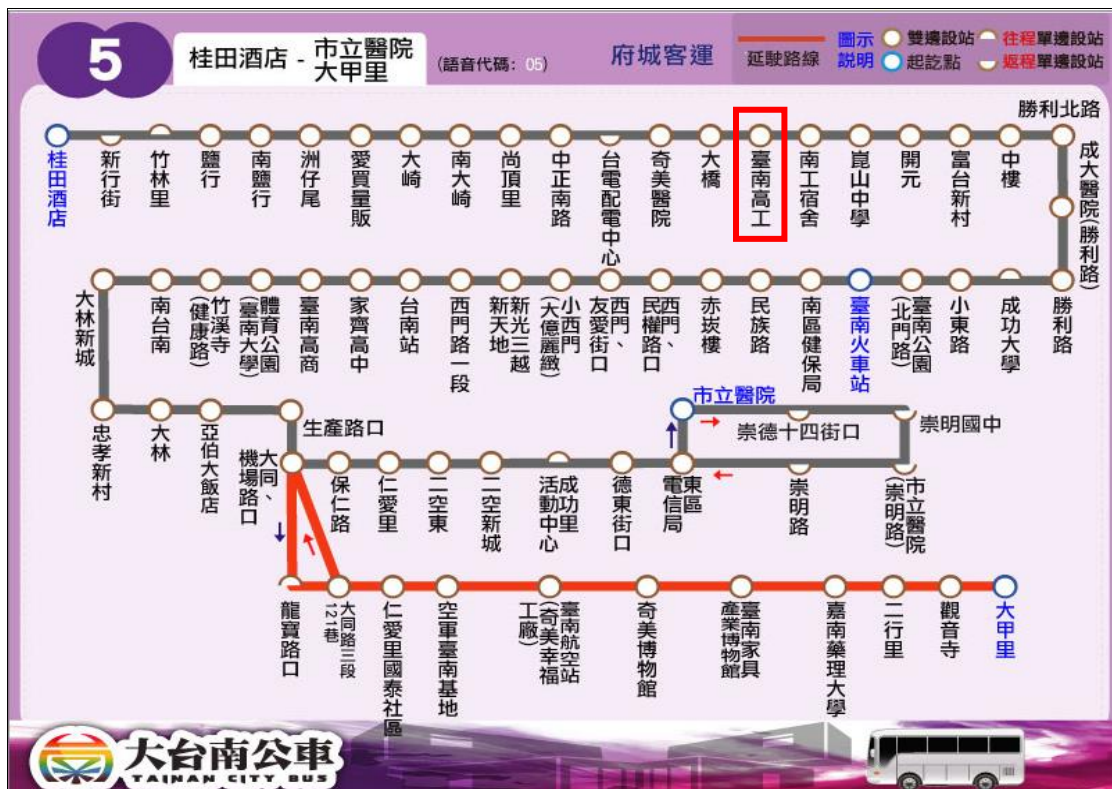 5
桂田酒店 - 市立醫院
大甲里
(語音代碼: 05)
府城客運
延駛路線
圖示
說明
雙邊設站
起訖點
往程單邊設站
返程單邊設站
勝利北路
桂田酒店
新行街
竹林里
鹽行
南鹽行
洲仔尾
愛買量販
大崎
南大崎
尚頂里
中正南路
台電配電中心
奇美醫院
大橋
臺南高工
南工宿舍
崑山中學
開元
富台新村
中樓
成大醫院(勝利路)
大林新城
南台南
竹溪寺
(健康路)
體育公園
(臺南大學)
臺南高商
家齊高中
台南站
西門路一段
新光三越
新天地
小西門
(大億麗緻)
西門、
友愛街口
西門、
民權路口
赤崁樓
民族路
南區健保局
臺南火車站
臺南公園
(北門路)
小東路
成功大學
勝利路
忠孝新村
大林
亞伯大飯店
生產路口
大同、
機場路口
保仁路
仁愛里
二空東
二空新城
成功里
活動中心
德東街口
東區
電信局
市立醫院
崇德十四街口
崇明國中
崇明路
市立醫院
(崇明路)
龍寶路口
大同路三段
121巷
仁愛里國泰社區
空軍臺南基地
臺南航空站
(奇美幸福
工廠)
奇美博物館
臺南家具
產業博物館
嘉南藥理大學
二行里
觀音寺
大甲里
大台南公車
TAINAN CITY BUS